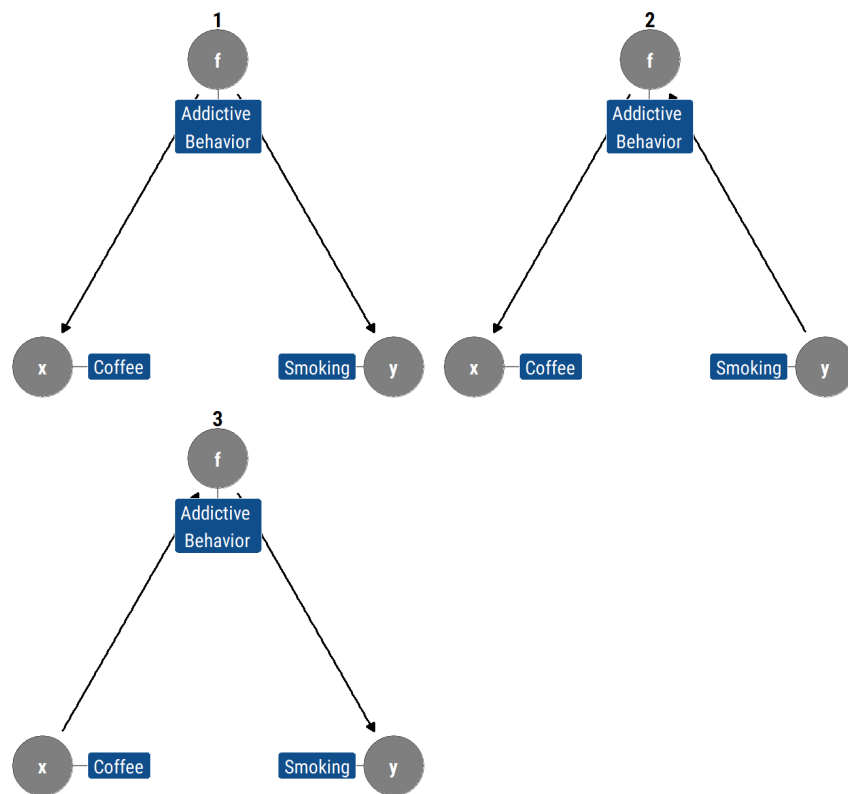 1
f
Addictive
Behavior
x
Coffee
Smoking
y
2
f
Addictive
Behavior
x
Coffee
Smoking
y
3
f
Addictive
Behavior
x
Coffee
Smoking
y